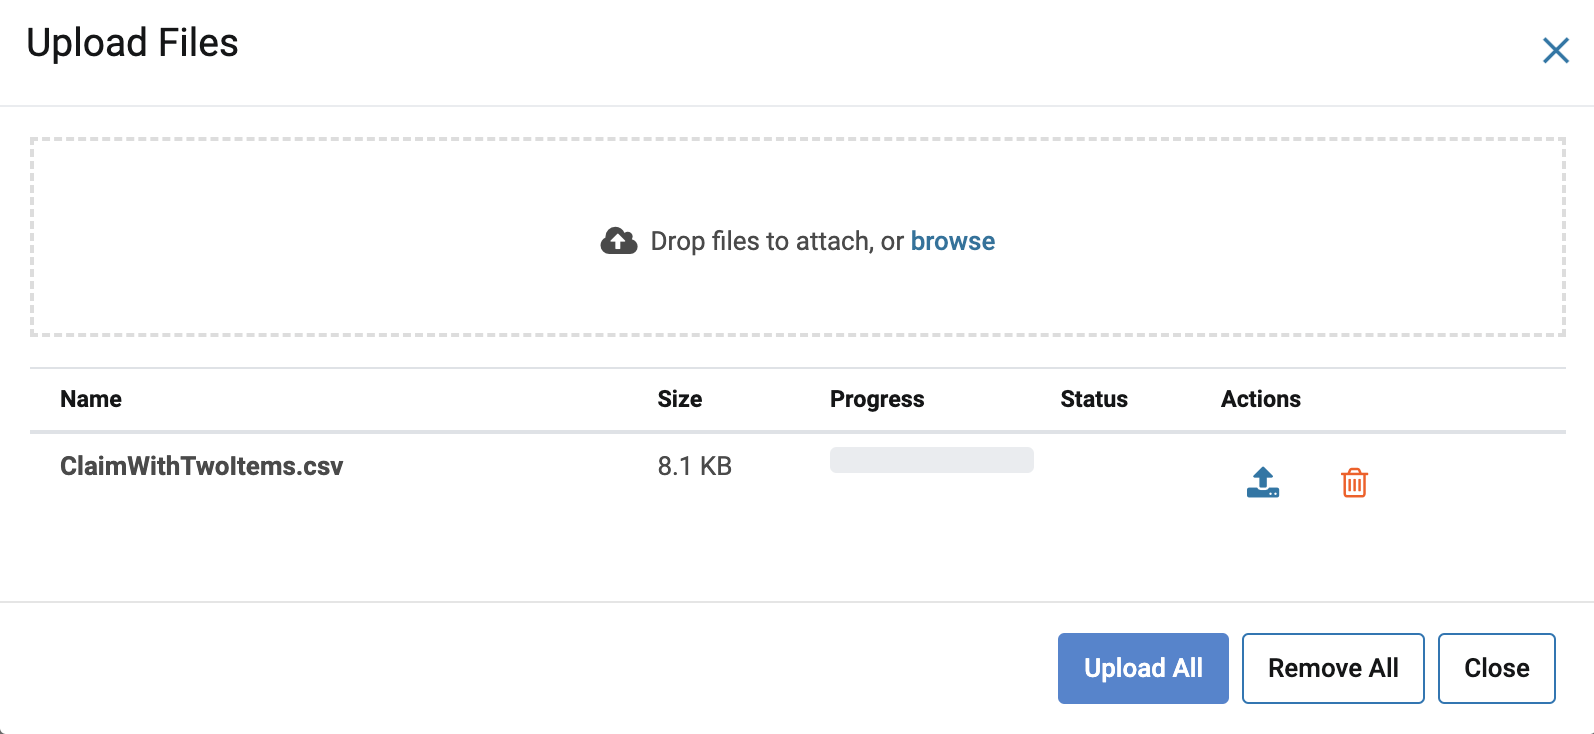 Upload Files
Drop files to attach, or browse
Name Size Progress Status Actions
ClaimWithTwoItems.csv 8.1 KB
Upload All Remove All Close